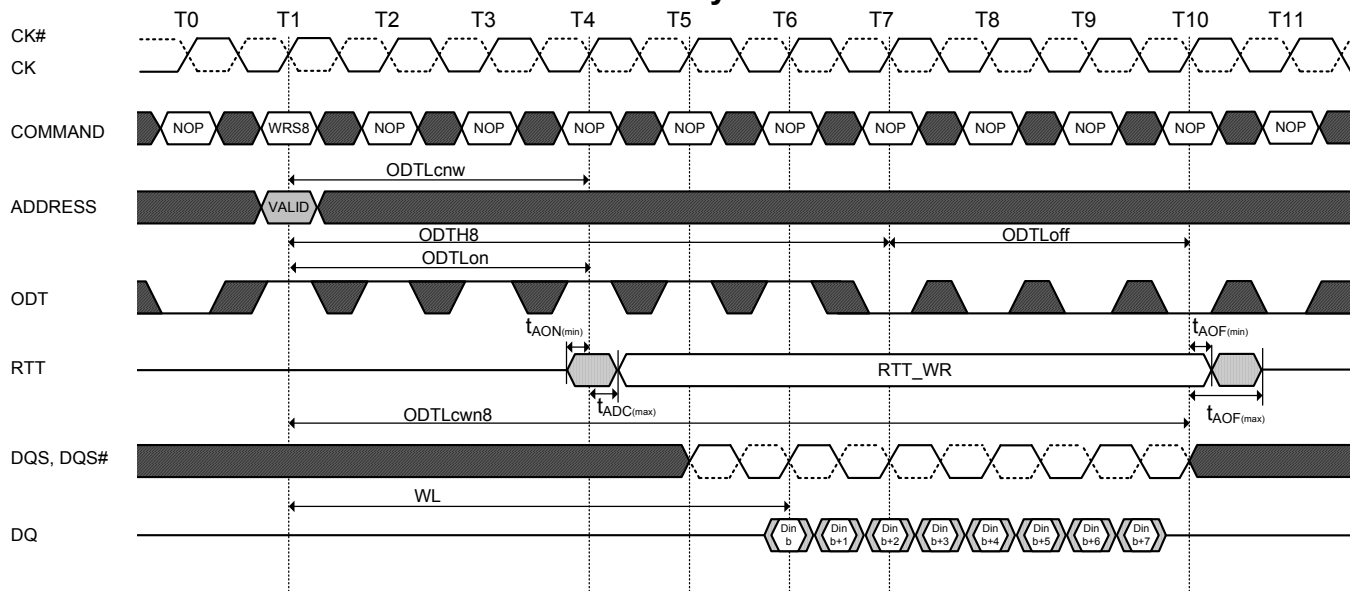 T0 T1 T2 T3 T4 T5 T6 T7 T8 T9 T10 T11
CK#
CK
COMMAND NOP WRS8 NOP NOP NOP NOP NOP NOP NOP NOP NOP NOP
ODTLcnw
ADDRESS VALID
ODTH8 ODTLoff
ODTLon
ODT
tAON(min) tAOF(min)
RTT RTT_WR
tADC(max) tAOF(max)
ODTLcwn8
DQS, DQS#
WL
DQ Din b Din b+1 Din b+2 Din b+3 Din b+4 Din b+5 Din b+6 Din b+7